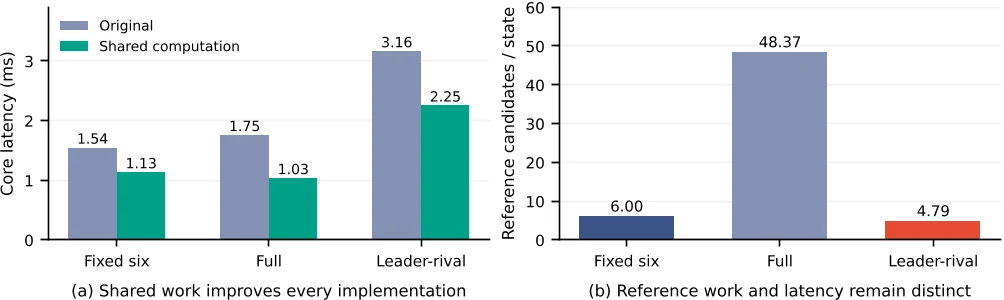 Original
Shared computation
Core latency (ms)
3
2
1
0
1.54
1.13
1.75
1.03
3.16
2.25
Fixed six
Full
Leader-rival
(a) Shared work improves every implementation
Reference candidates / state
60
50
40
30
20
10
0
6.00
48.37
4.79
Fixed six
Full
Leader-rival
(b) Reference work and latency remain distinct